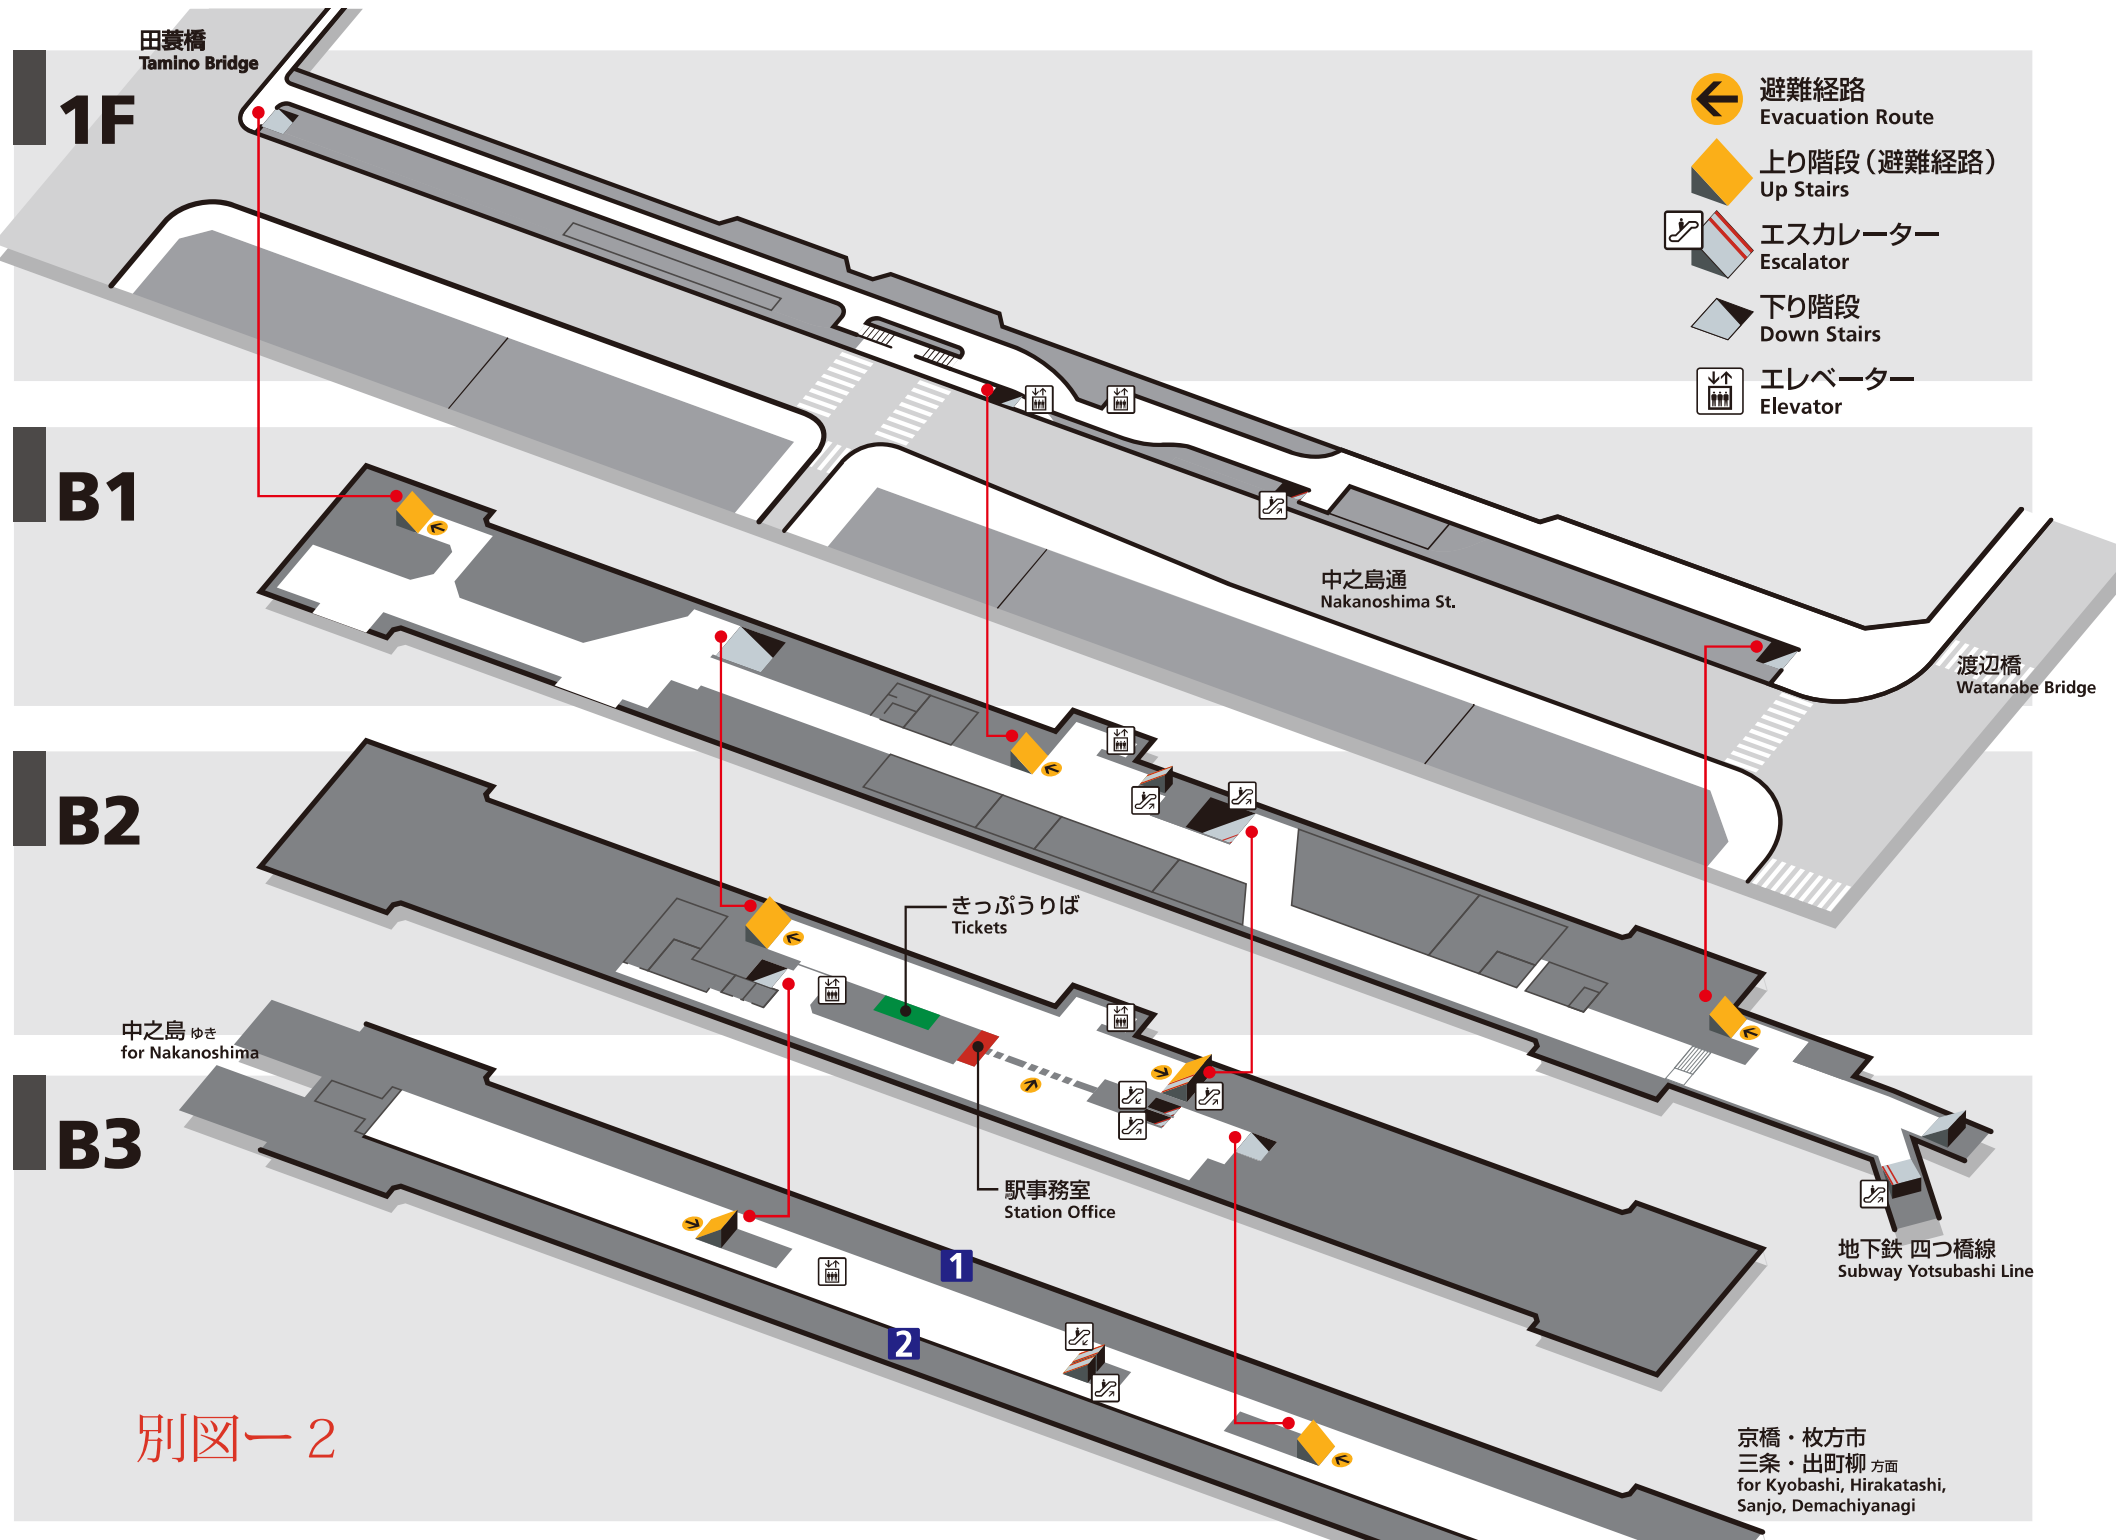 田蓑橋
Tamino Bridge
1F
避難経路
Evacuation Route
上り階段（避難経路）
Up Stairs
エスカレーター
Escalator
下り階段
Down Stairs
エレベーター
Elevator
B1
中之島通
Nakanoshima St.
渡辺橋
Watanabe Bridge
B2
きっぷうりば
Tickets
中之島 ゆき
for Nakanoshima
B3
駅事務室
Station Office
地下鉄 四つ橋線
Subway Yotsubashi Line
1
2
別図ー２
京橋・枚方市
三条・出町柳 方面
for Kyobashi, Hirakatashi,
Sanjo, Demachiyanagi